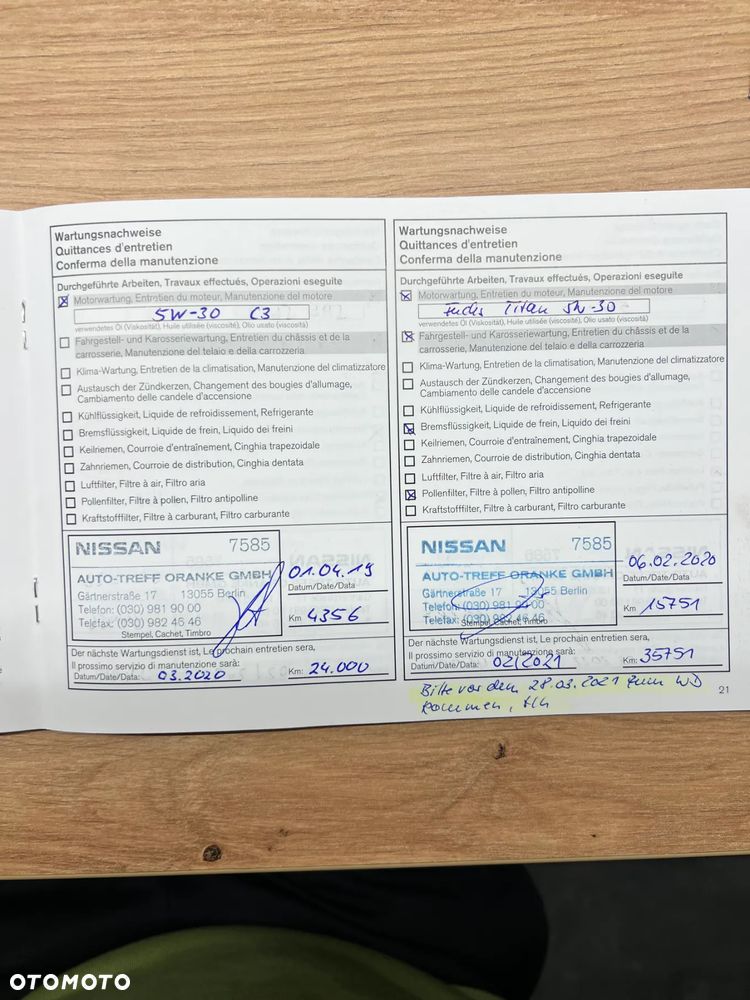 Wartungsnachweise
Quittances d'entretien
Conferma della manutenzione
Durchgeführte Arbeiten, Travaux effectués, Operazioni eseguite
Motorwartung, Entretien du moteur, Manutenzione del motore
5W-30 C3
verwendetes Öl (Viskosität), Huile utilisée (viscosité), Olio usato (viscosità)
Fahrgestell- und Karosseriewartung, Entretien du châssis et de la
carrosserie, Manutenzione del telaio e della carrozzeria
Klima-Wartung, Entretien de la climatisation, Manutenzione del climatizzatore
Austausch der Zündkerzen, Changement des bougies d'allumage,
Cambiamento delle candele d'accensione
Kühlflüssigkeit, Liquide de refroidissement, Refrigerante
Bremsflüssigkeit, Liquide de frein, Liquido dei freini
Keilriemen, Courroie d'entraînement, Cinghia trapezoidale
Zahnriemen, Courroie de distribution, Cinghia dentata
Luftfilter, Filtre à air, Filtro aria
Pollenfilter, Filtre à pollen, Filtro antipolline
Kraftstofffilter, Filtre à carburant, Filtro carburante
NISSAN 7585
AUTO-TREFF ORANKE GMBH
Gärtnerstraße 17 13055 Berlin
Telefon: (030) 981 90 00
Telefax: (030) 982 46 46
Stempel, Cachet, Timbro
01.04.19
Datum/Date/Data
Km 4356
Der nächste Wartungsdienst ist, Le prochain entretien sera,
Il prossimo servizio di manutenzione sarà:
Datum/Date/Data: 03.2020 Km: 24.000
Wartungsnachweise
Quittances d'entretien
Conferma della manutenzione
Durchgeführte Arbeiten, Travaux effectués, Operazioni eseguite
Motorwartung, Entretien du moteur, Manutenzione del motore
Fuchs Titan 5W-30
verwendetes Öl (Viskosität), Huile utilisée (viscosité), Olio usato (viscosità)
Fahrgestell- und Karosseriewartung, Entretien du châssis et de la
carrosserie, Manutenzione del telaio e della carrozzeria
Klima-Wartung, Entretien de la climatisation, Manutenzione del climatizzatore
Austausch der Zündkerzen, Changement des bougies d'allumage,
Cambiamento delle candele d'accensione
Kühlflüssigkeit, Liquide de refroidissement, Refrigerante
Bremsflüssigkeit, Liquide de frein, Liquido dei freini
Keilriemen, Courroie d'entraînement, Cinghia trapezoidale
Zahnriemen, Courroie de distribution, Cinghia dentata
Luftfilter, Filtre à air, Filtro aria
Pollenfilter, Filtre à pollen, Filtro antipolline
Kraftstofffilter, Filtre à carburant, Filtro carburante
NISSAN 7585
AUTO-TREFF ORANKE GMBH
Gärtnerstraße 17 13055 Berlin
Telefon: (030) 981 90 00
Telefax: (030) 982 46 46
Stempel, Cachet, Timbro
06.02.2020
Datum/Date/Data
Km 15751
Der nächste Wartungsdienst ist, Le prochain entretien sera,
Il prossimo servizio di manutenzione sarà:
Datum/Date/Data: 02/2021 Km: 35751
Bitte vor dem 28.03.2021 zum WD
kommen,
21
OTOMOTO